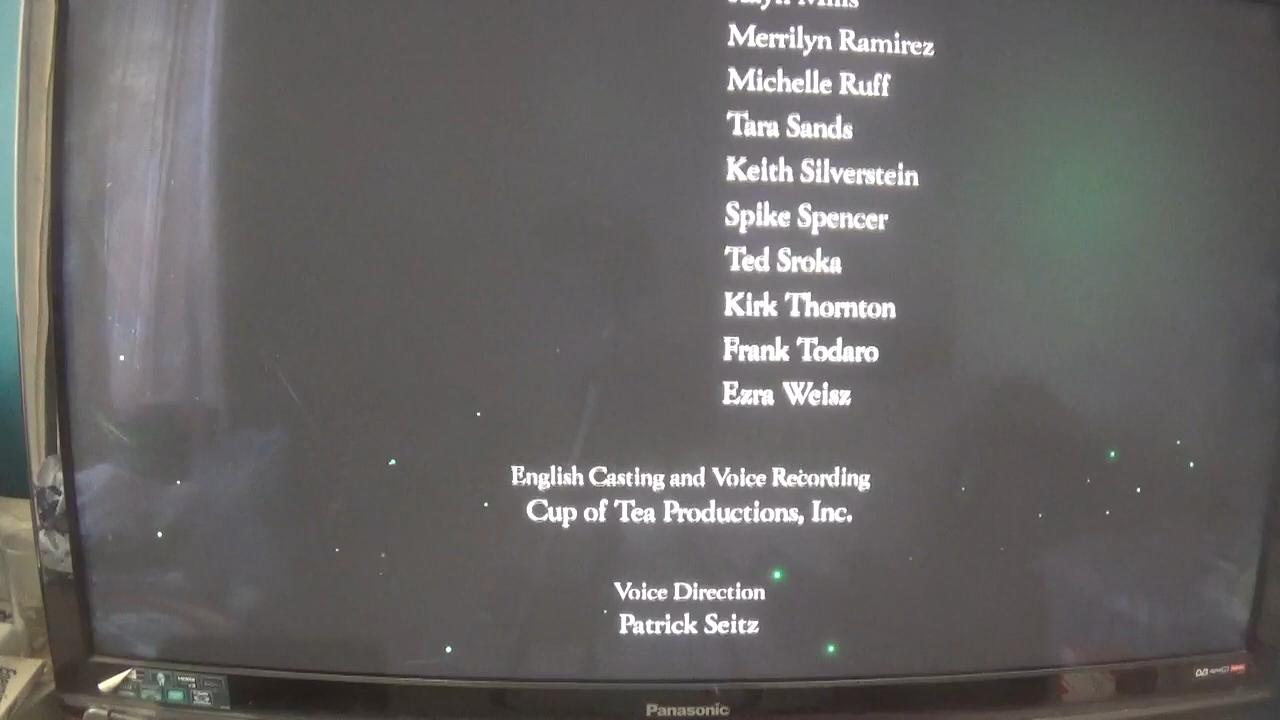 Mills
Merrilyn Ramirez
Michelle Ruff
Tara Sands
Keith Silverstein
Spike Spencer
Ted Sroka
Kirk Thornton
Frank Todaro
Ezra Weisz
English Casting and Voice Recording
Cup of Tea Productions, Inc.
Voice Direction
Patrick Seitz
Panasonic